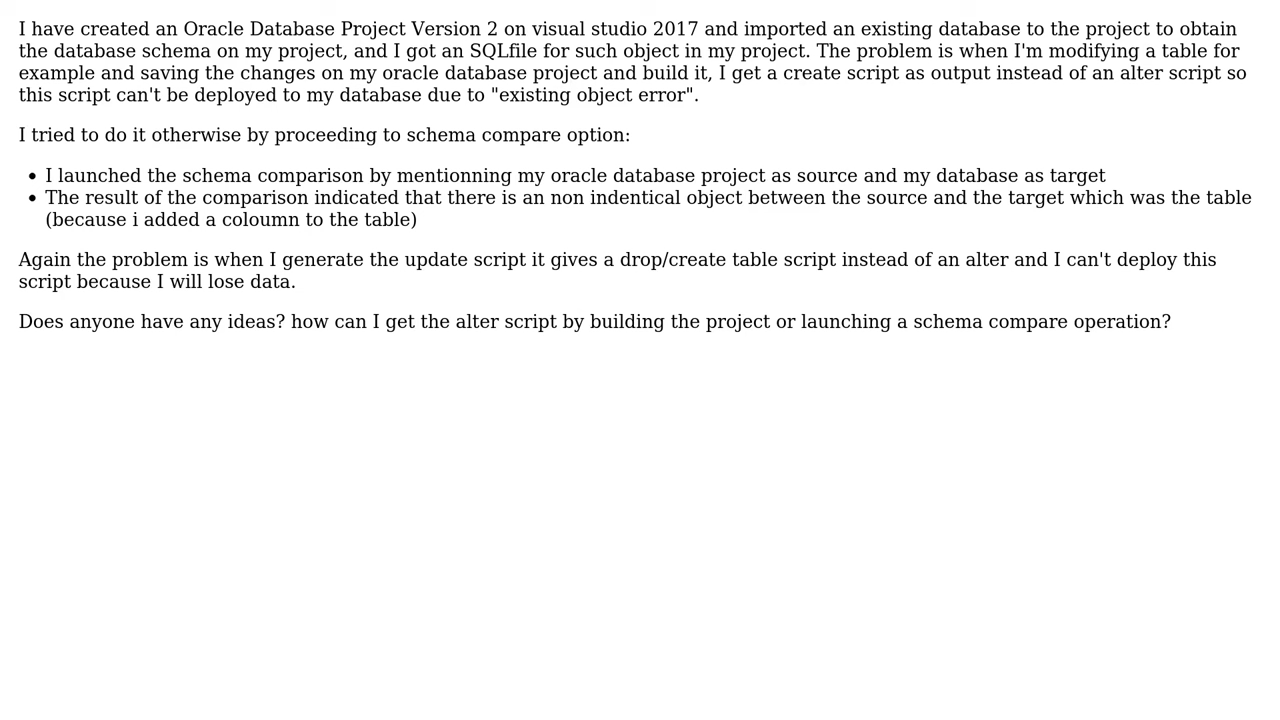 I have created an Oracle Database Project Version 2 on visual studio 2017 and imported an existing database to the project to obtain
the database schema on my project, and I got an SQLfile for such object in my project. The problem is when I'm modifying a table for
example and saving the changes on my oracle database project and build it, I get a create script as output instead of an alter script so
this script can't be deployed to my database due to "existing object error".
I tried to do it otherwise by proceeding to schema compare option:
• I launched the schema comparison by mentionning my oracle database project as source and my database as target
• The result of the comparison indicated that there is an non indentical object between the source and the target which was the table
(because i added a coloumn to the table)
Again the problem is when I generate the update script it gives a drop/create table script instead of an alter and I can't deploy this
script because I will lose data.
Does anyone have any ideas? how can I get the alter script by building the project or launching a schema compare operation?